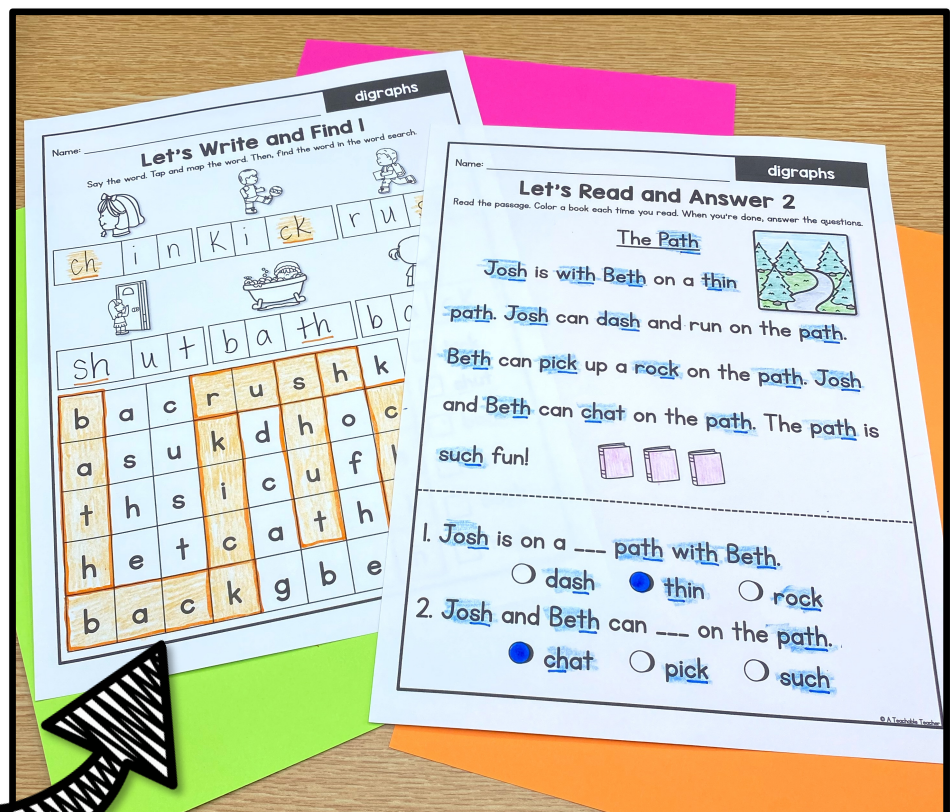 digraphs
Name:
Let's Write and Find 1
Say the word. Tap and map the word. Then, find the word in the word search.
ch i n K i ck r u
sh u t b a th b
b a c r u s h k
a s u k d h o c
t h s i c u f
h e t c a t h
b a c k g b e
digraphs
Name:
Let's Read and Answer 2
Read the passage. Color a book each time you read. When you're done, answer the questions.
The Path
Josh is with Beth on a thin
path. Josh can dash and run on the path.
Beth can pick up a rock on the path. Josh
and Beth can chat on the path. The path is
such fun!
1. Josh is on a ___ path with Beth.
dash thin rock
2. Josh and Beth can ___ on the path.
chat pick such
© A Teachable Teacher